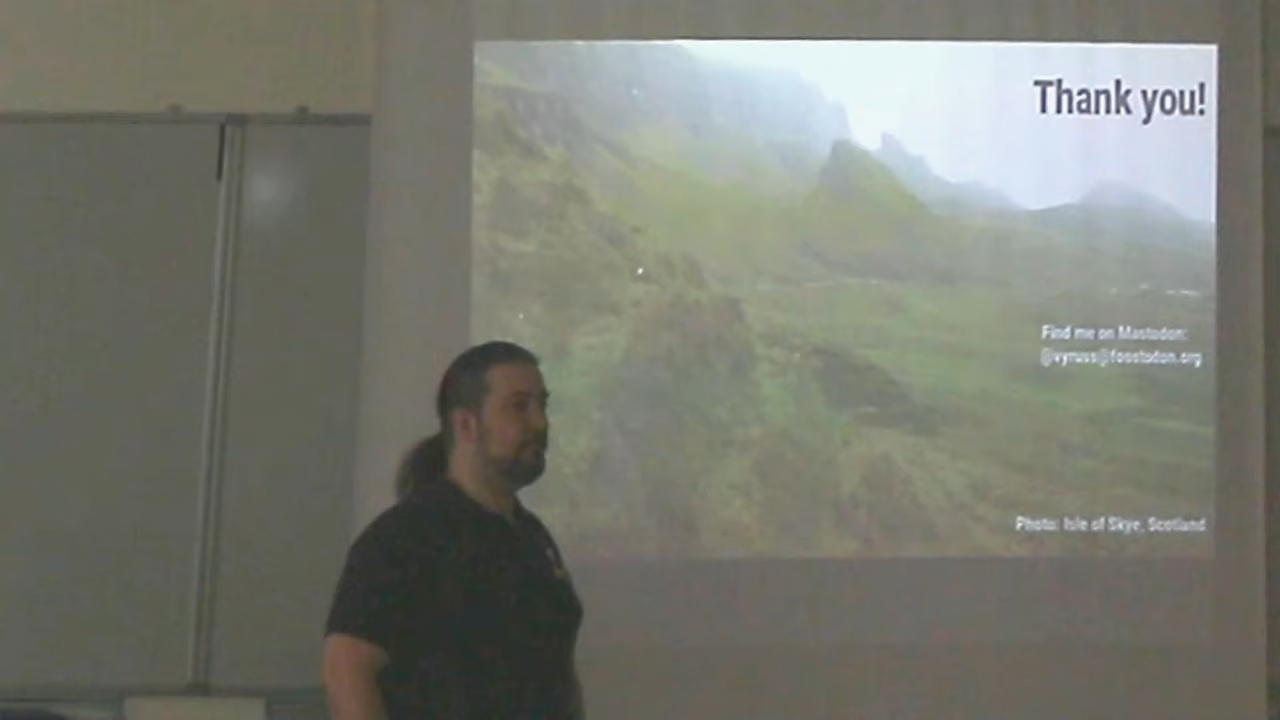 Thank you!
Find me on Mastodon:
@vyruss@fosstodon.org
Photo: Isle of Skye, Scotland